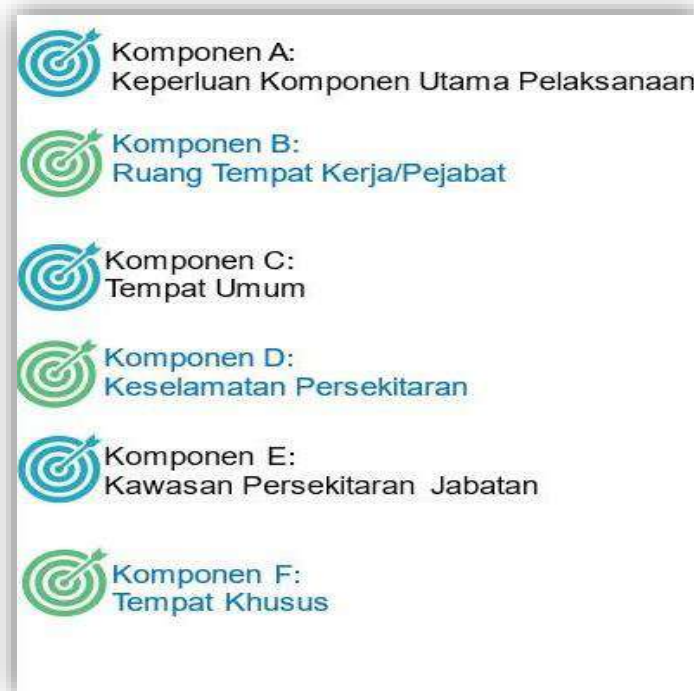 Komponen A:
Keperluan Komponen Utama Pelaksanaan
Komponen B:
Ruang Tempat Kerja/Pejabat
Komponen C:
Tempat Umum
Komponen D:
Keselamatan Persekitaran
Komponen E:
Kawasan Persekitaran Jabatan
Komponen F:
Tempat Khusus